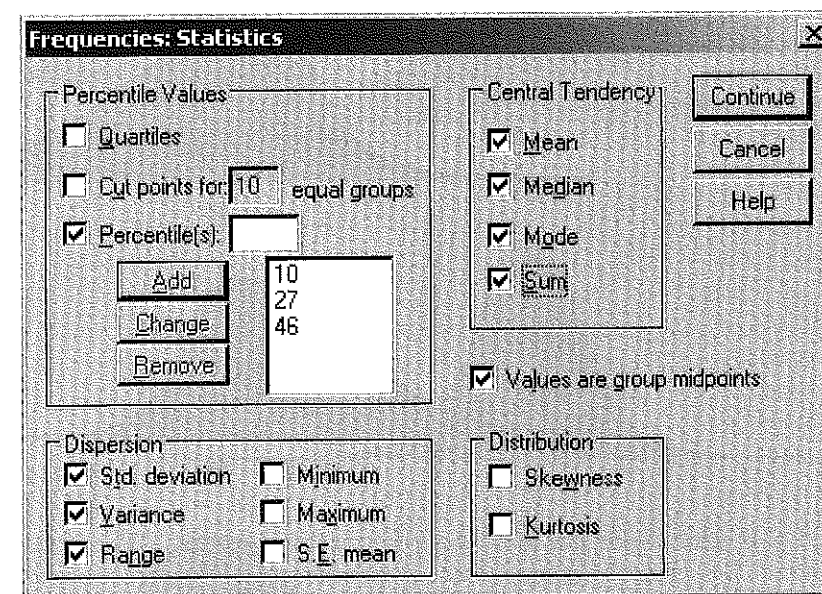 Frequencies: Statistics
Percentile Values
Quartiles
Cut points for: 10 equal groups
Percentile(s):
Add
Change
Remove
10
27
46
Central Tendency
Mean
Median
Mode
Sum
Continue
Cancel
Help
Values are group midpoints
Dispersion
Std. deviation
Minimum
Variance
Maximum
Range
S.E. mean
Distribution
Skewness
Kurtosis